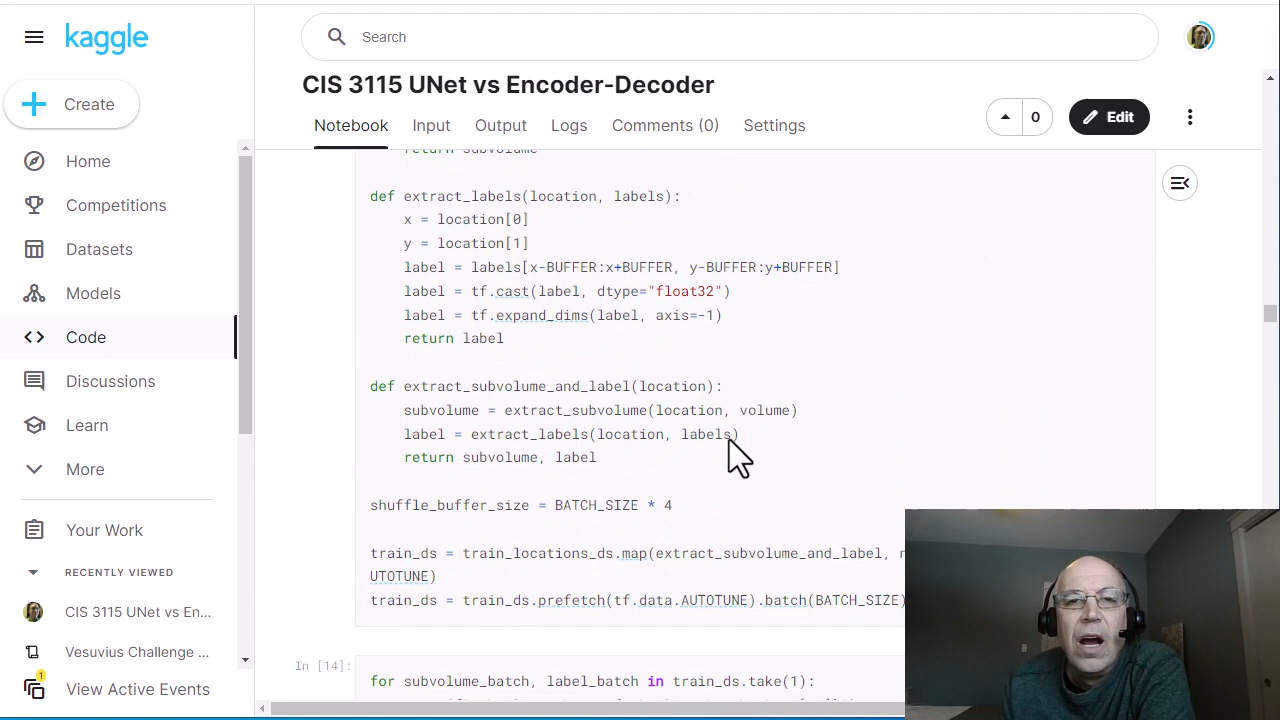 kaggle
Search
Create
CIS 3115 UNet vs Encoder-Decoder
Notebook Input Output Logs Comments (0) Settings
0
Edit
Home
Competitions
Datasets
Models
Code
Discussions
Learn
More
Your Work
RECENTLY VIEWED
CIS 3115 UNet vs En...
Vesuvius Challenge ...
1
View Active Events
return subvolume
def extract_labels(location, labels):
x = location[0]
y = location[1]
label = labels[x-BUFFER:x+BUFFER, y-BUFFER:y+BUFFER]
label = tf.cast(label, dtype="float32")
label = tf.expand_dims(label, axis=-1)
return label
def extract_subvolume_and_label(location):
subvolume = extract_subvolume(location, volume)
label = extract_labels(location, labels)
return subvolume, label
shuffle_buffer_size = BATCH_SIZE * 4
train_ds = train_locations_ds.map(extract_subvolume_and_label,
UTOTUNE)
train_ds = train_ds.prefetch(tf.data.AUTOTUNE).batch(BATCH_SIZE)
In [14]:
for subvolume_batch, label_batch in train_ds.take(1):